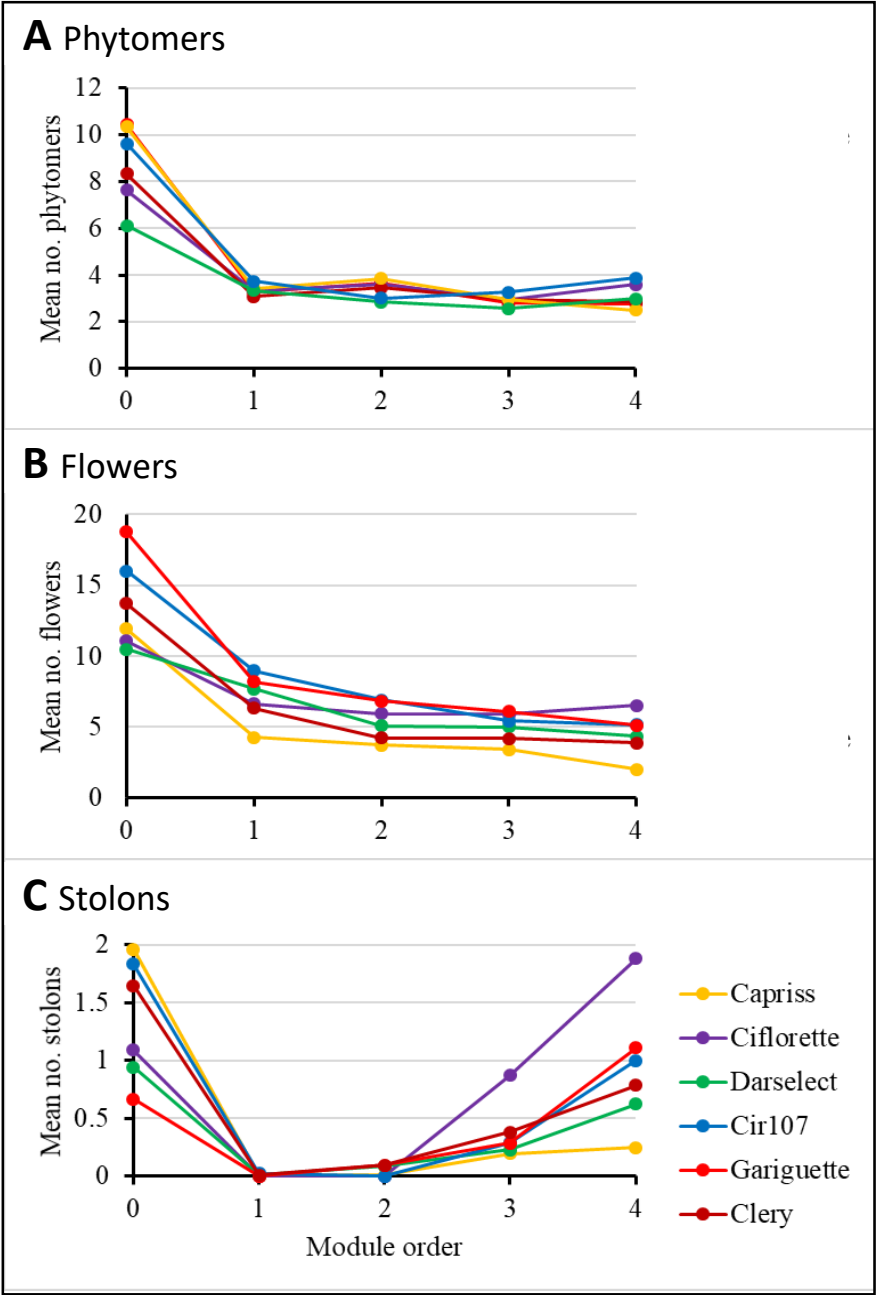 A Phytomers
Mean no. phytomers
12
10
8
6
4
2
0
0 1 2 3 4
B Flowers
Mean no. flowers
20
15
10
5
0
0 1 2 3 4
C Stolons
Mean no. stolons
2
1.5
1
0.5
0
0 1 2 3 4
Module order
Capriss
Ciflorette
Darselect
Cir107
Gariguette
Clery